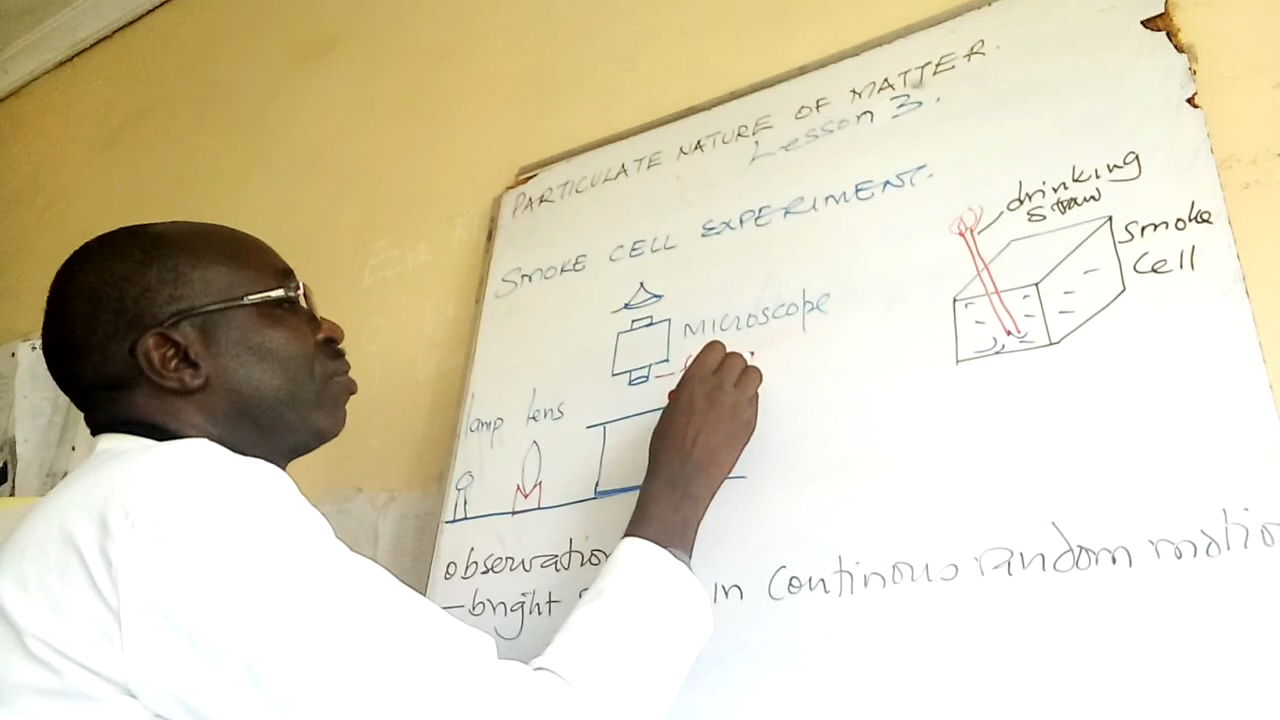 PARTICULATE NATURE OF MATTER.
Lesson 3.
SMOKE CELL EXPERIMENT.
drinking
straw
smoke
cell
Microscope
lamp lens
observation
-bright in continous random motio